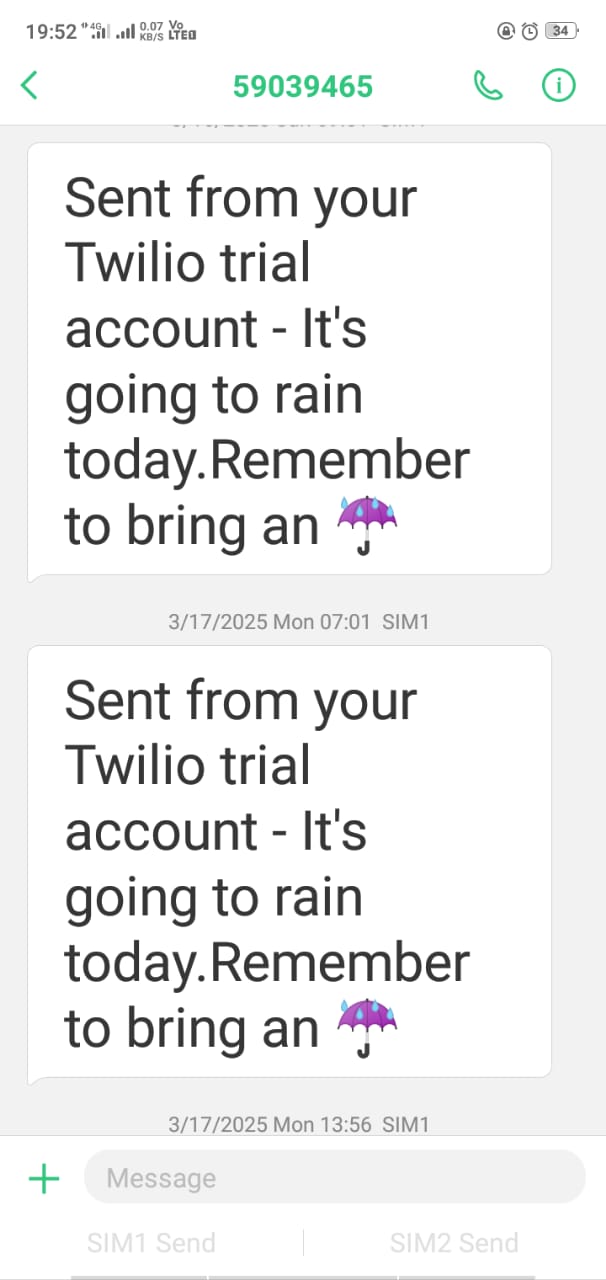 19:52 4G 0.07 KB/S Vo LTE
34
59039465
Sent from your
Twilio trial
account - It's
going to rain
today.Remember
to bring an ☔
3/17/2025 Mon 07:01 SIM1
Sent from your
Twilio trial
account - It's
going to rain
today.Remember
to bring an ☔
3/17/2025 Mon 13:56 SIM1
Message
SIM1 Send
SIM2 Send